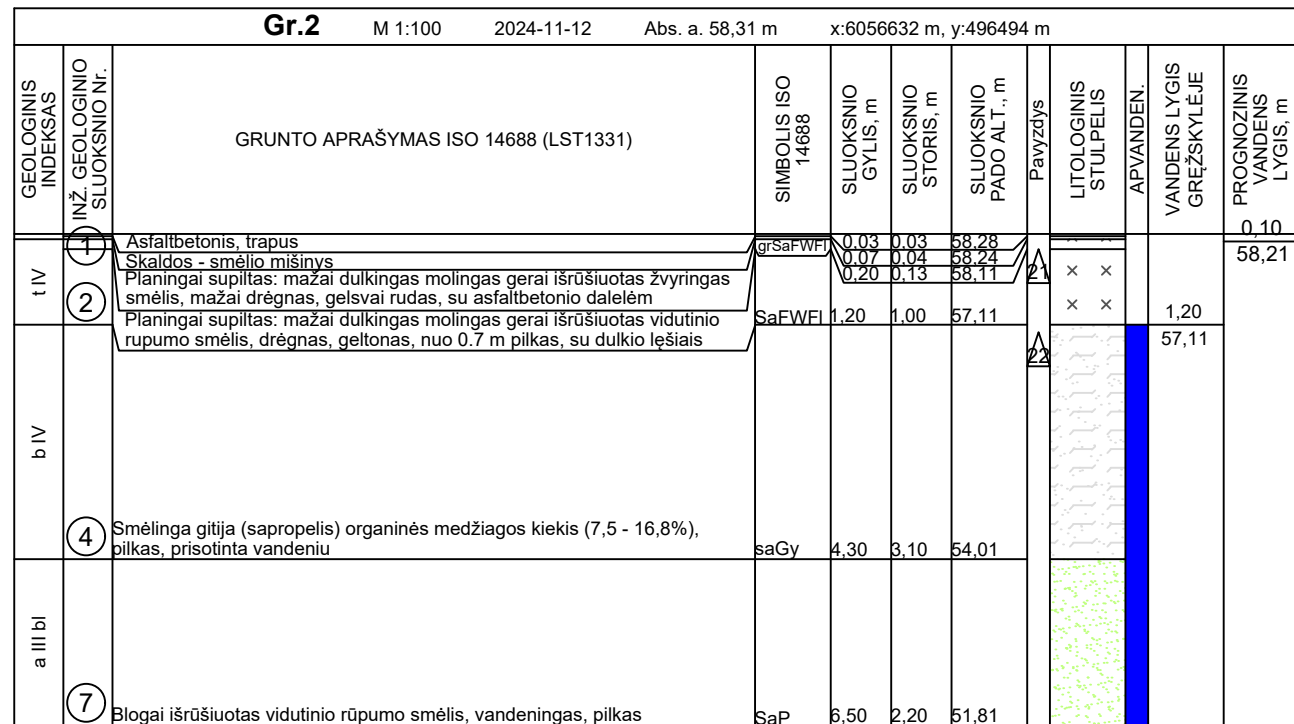 Gr.2 M 1:100 2024-11-12 Abs. a. 58,31 m x:6056632 m, y:496494 m
GEOLOGINIS
INDEKSAS
INŽ. GEOLOGINIO
SLUOKSNIO Nr.
GRUNTO APRAŠYMAS ISO 14688 (LST1331)
SIMBOLIS ISO
14688
SLUOKSNIO
GYLIS, m
SLUOKSNIO
STORIS, m
SLUOKSNIO
PADO ALT., m
Pavyzdys
LITOLOGINIS
STULPELIS
APVANDEN.
VANDENS LYGIS
GRĘŽSKYLĖJE
PROGNOZINIS
VANDENS
LYGIS, m
0,10
58,21
t IV
1
Asfaltbetonis, trapus
0,03 0,03 58,28
Skaldos - smėlio mišinys
0,07 0,04 58,24
Planingai supiltas: mažai dulkingas molingas gerai išrūšiuotas žvyringas
smėlis, mažai drėgnas, gelsvai rudas, su asfaltbetonio dalelėm
grSaFWFl 0,20 0,13 58,11
21
2
Planingai supiltas: mažai dulkingas molingas gerai išrūšiuotas vidutinio
rupumo smėlis, drėgnas, geltonas, nuo 0.7 m pilkas, su dulkio lęšiais
SaFWFl 1,20 1,00 57,11
1,20
57,11
22
b IV
4
Smėlinga gitija (sapropelis) organinės medžiagos kiekis (7,5 - 16,8%),
pilkas, prisotinta vandeniu
saGy 4,30 3,10 54,01
a III bl
7
Blogai išrūšiuotas vidutinio rūpumo smėlis, vandeningas, pilkas
SaP 6,50 2,20 51,81